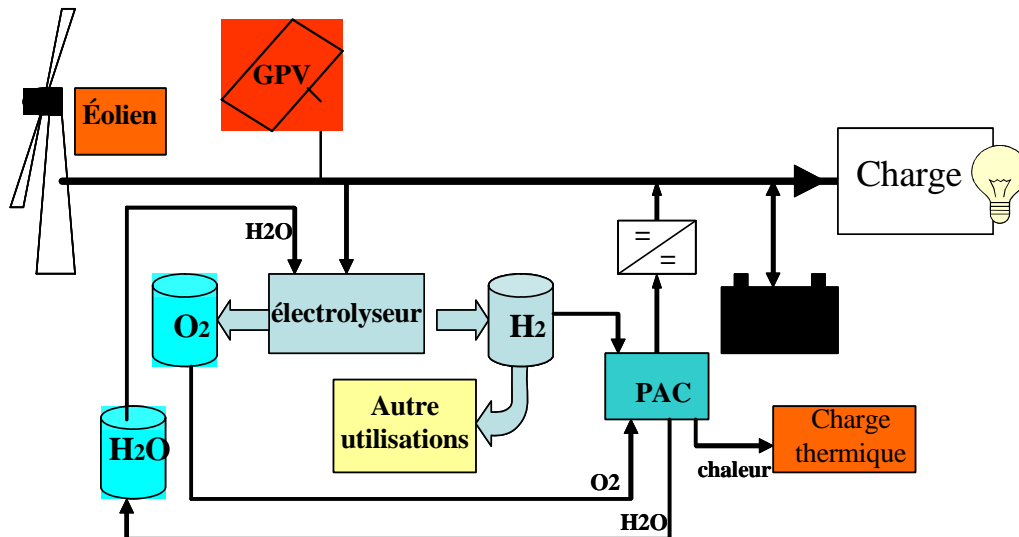 GPV
Éolien
Charge
H2O
=
=
électrolyseur
O2
H2
PAC
Autre
utilisations
Charge
thermique
chaleur
H2O
O2
H2O